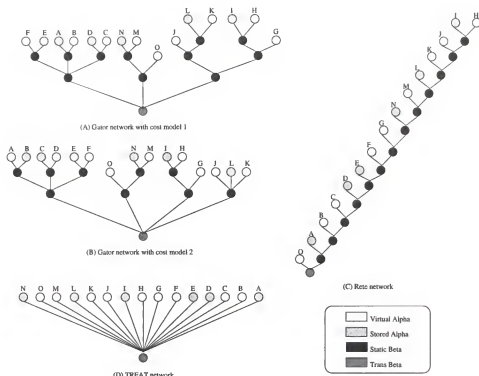 L K I H
F E A B D C N M J G
O
(A) Gator network with cost model 1
A B C D E F N M I H
O G J L K
(B) Gator network with cost model 2
N O M L K J I H G F E D C B A
(D) TREAT network
I H
J
K
L
M
N
G
F
E
D
C
B
A
O
(C) Rete network
Virtual Alpha
Stored Alpha
Static Beta
Trans Beta